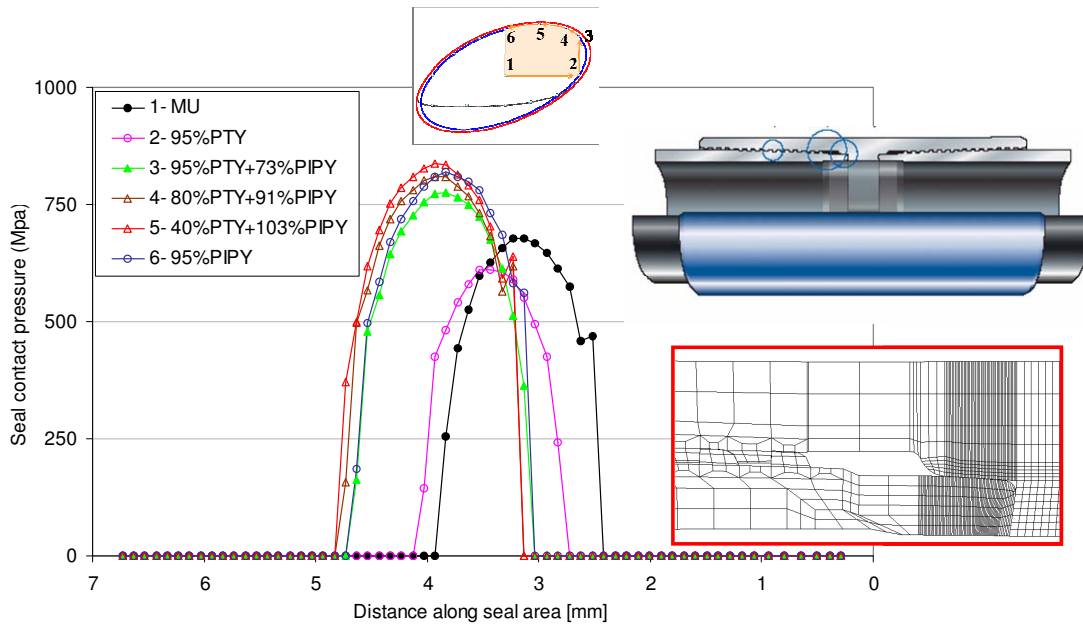 6
5
4
3
1
2
1000
750
500
250
0
1- MU
2- 95%PTY
3- 95%PTY+73%PIPY
4- 80%PTY+91%PIPY
5- 40%PTY+103%PIPY
6- 95%PIPY
Seal contact pressure (Mpa)
7 6 5 4 3 2 1 0
Distance along seal area [mm]